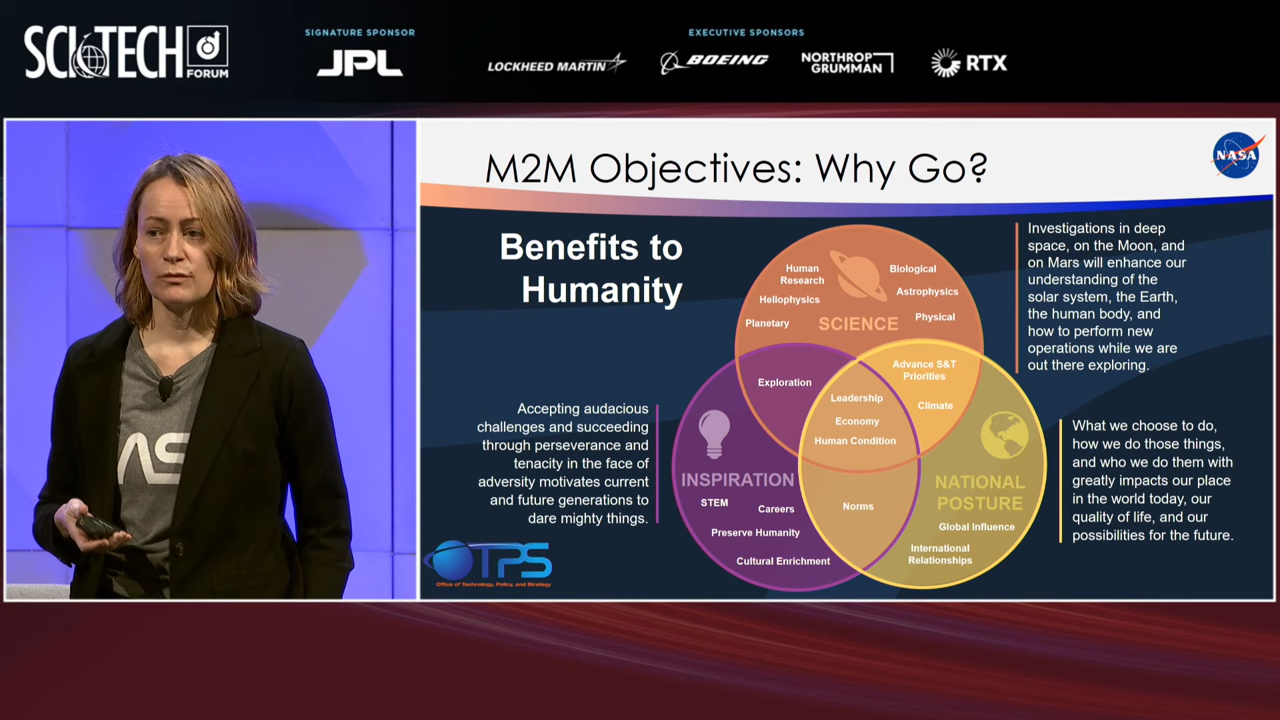 SCITECH
FORUM
SIGNATURE SPONSOR
JPL
EXECUTIVE SPONSORS
LOCKHEED MARTIN
BOEING
NORTHROP
GRUMMAN
RTX
M2M Objectives: Why Go?
NASA
Benefits to
Humanity
Human
Research
Biological
Heliophysics
Astrophysics
Planetary
SCIENCE
Physical
Investigations in deep
space, on the Moon, and
on Mars will enhance our
understanding of the
solar system, the Earth,
the human body, and
how to perform new
operations while we are
out there exploring.
Exploration
Advance S&T
Priorities
Leadership
Climate
Economy
Human Condition
Accepting audacious
challenges and succeeding
through perseverance and
tenacity in the face of
adversity motivates current
and future generations to
dare mighty things.
INSPIRATION
STEM
Careers
Preserve Humanity
Cultural Enrichment
Norms
NATIONAL
POSTURE
Global Influence
International
Relationships
What we choose to do,
how we do those things,
and who we do them with
greatly impacts our place
in the world today, our
quality of life, and our
possibilities for the future.
OTPS
Office of Technology, Policy, and Strategy